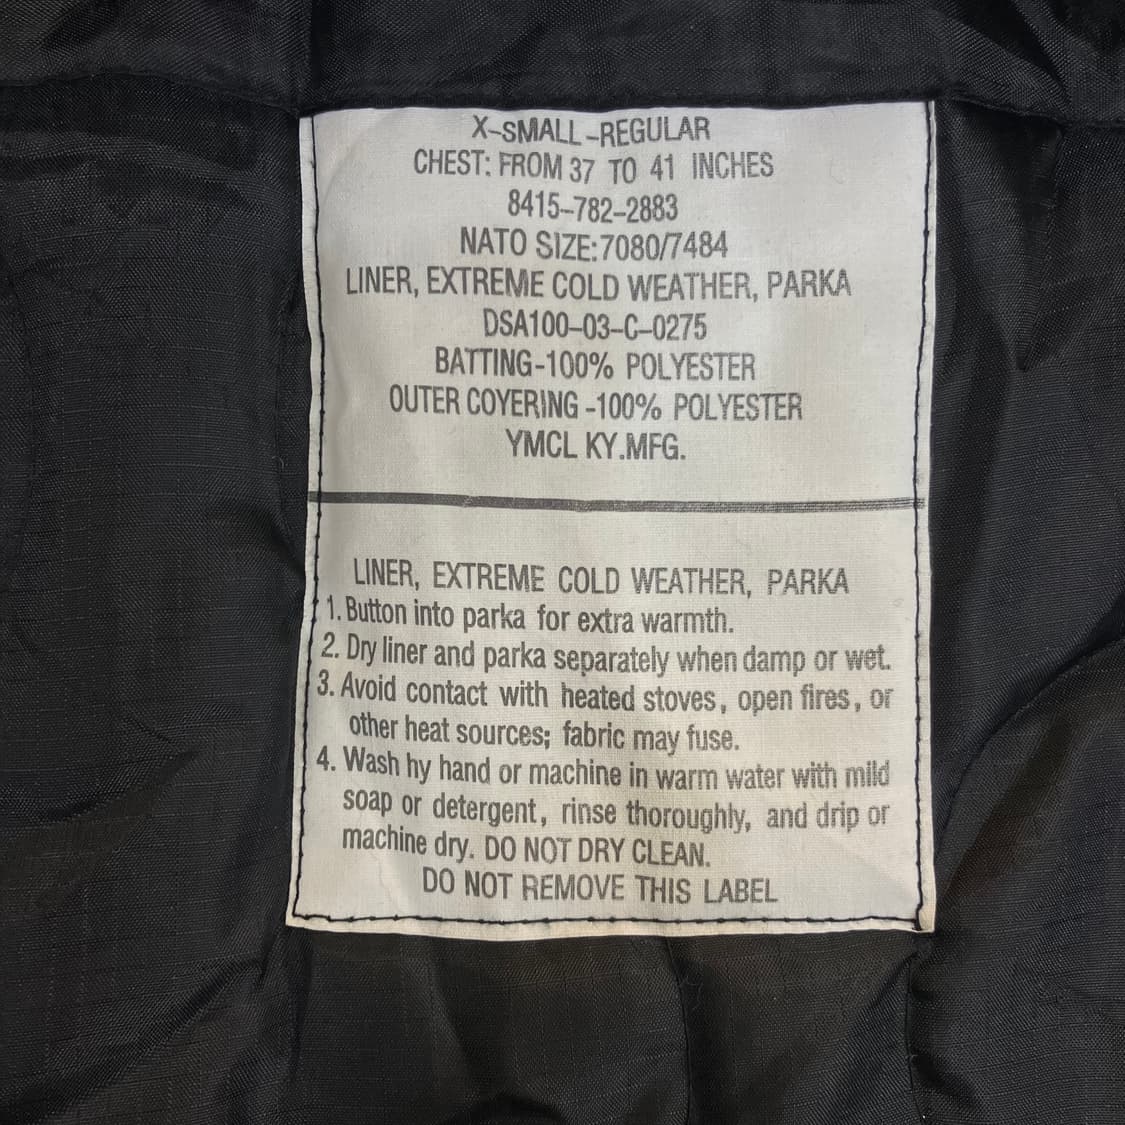 X-SMALL-REGULAR
CHEST: FROM 37 TO 41 INCHES
8415-782-2883
NATO SIZE:7080/7484
LINER, EXTREME COLD WEATHER, PARKA
DSA100-03-C-0275
BATTING-100% POLYESTER
OUTER COYERING -100% POLYESTER
YMCL KY.MFG.
LINER, EXTREME COLD WEATHER, PARKA
1. Button into parka for extra warmth.
2. Dry liner and parka separately when damp or wet.
3. Avoid contact with heated stoves, open fires, or
other heat sources; fabric may fuse.
4. Wash hy hand or machine in warm water with mild
soap or detergent, rinse thoroughly, and drip or
machine dry. DO NOT DRY CLEAN.
DO NOT REMOVE THIS LABEL